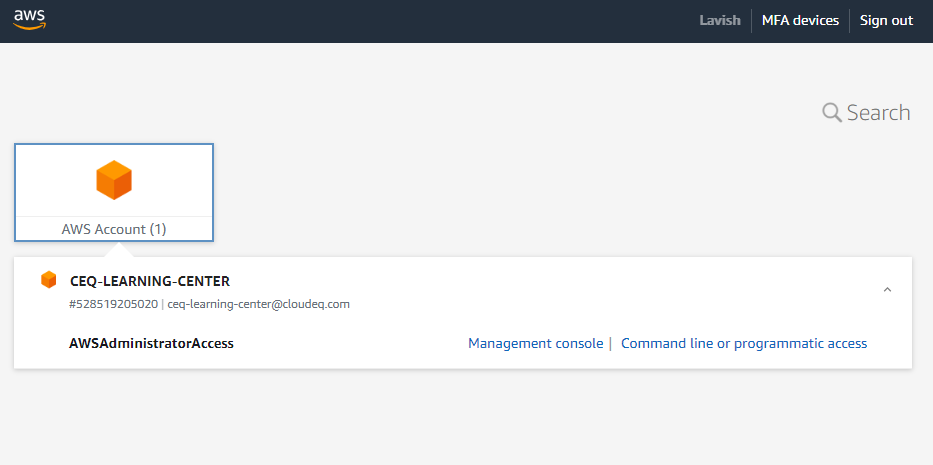 aws
Lavish MFA devices Sign out
Search
AWS Account (1)
CEQ-LEARNING-CENTER
#528519205020 | ceq-learning-center@cloudeq.com
AWSAdministratorAccess Management console | Command line or programmatic access